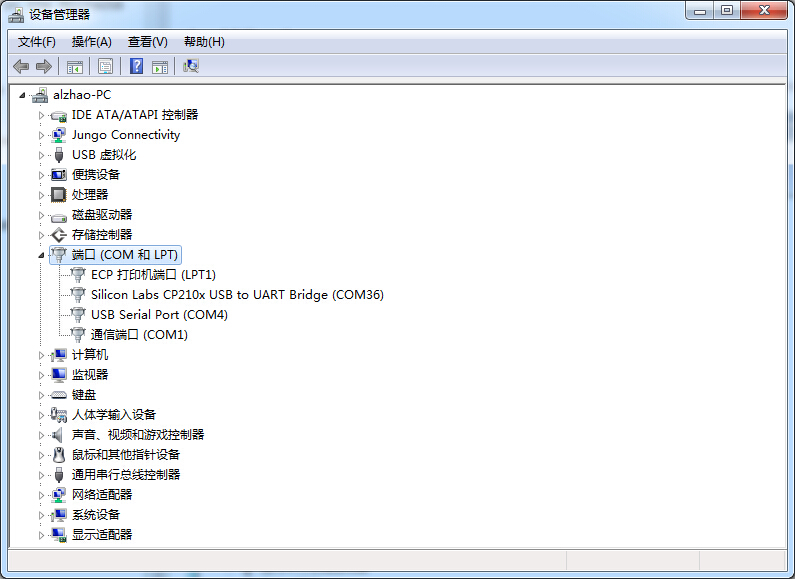 设备管理器
文件(F) 操作(A) 查看(V) 帮助(H)
alzhao-PC
IDE ATA/ATAPI 控制器
Jungo Connectivity
USB 虚拟化
便携设备
处理器
磁盘驱动器
存储控制器
端口 (COM 和 LPT)
ECP 打印机端口 (LPT1)
Silicon Labs CP210x USB to UART Bridge (COM36)
USB Serial Port (COM4)
通信端口 (COM1)
计算机
监视器
键盘
人体学输入设备
声音、视频和游戏控制器
鼠标和其他指针设备
通用串行总线控制器
网络适配器
系统设备
显示适配器